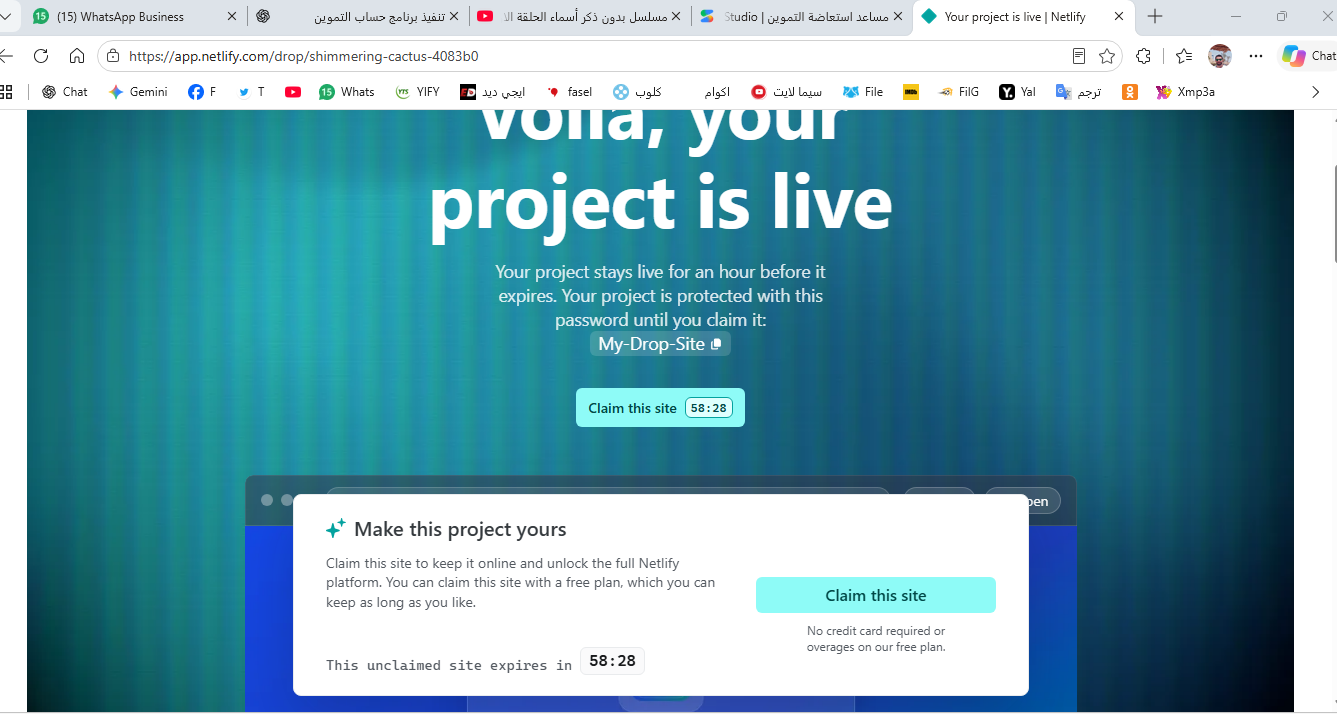 (15) WhatsApp Business
تنفيذ برنامج حساب التموين
مسلسل بدون ذكر أسماء الحلقة الا
مساعد استعاضة التموين | Studio
Your project is live | Netlify
https://app.netlify.com/drop/shimmering-cactus-4083b0
Chat
Chat
Gemini
F
T
Whats
YIFY
ايجي ديد
fasel
كلوب
اكوام
سيما لايت
File
FilG
Yal
ترجم
Xmp3a
Voilà, your
project is live
Your project stays live for an hour before it
expires. Your project is protected with this
password until you claim it:
My-Drop-Site
Claim this site 58:28
pen
Make this project yours
Claim this site to keep it online and unlock the full Netlify
platform. You can claim this site with a free plan, which you can
keep as long as you like.
Claim this site
No credit card required or
overages on our free plan.
This unclaimed site expires in 58:28